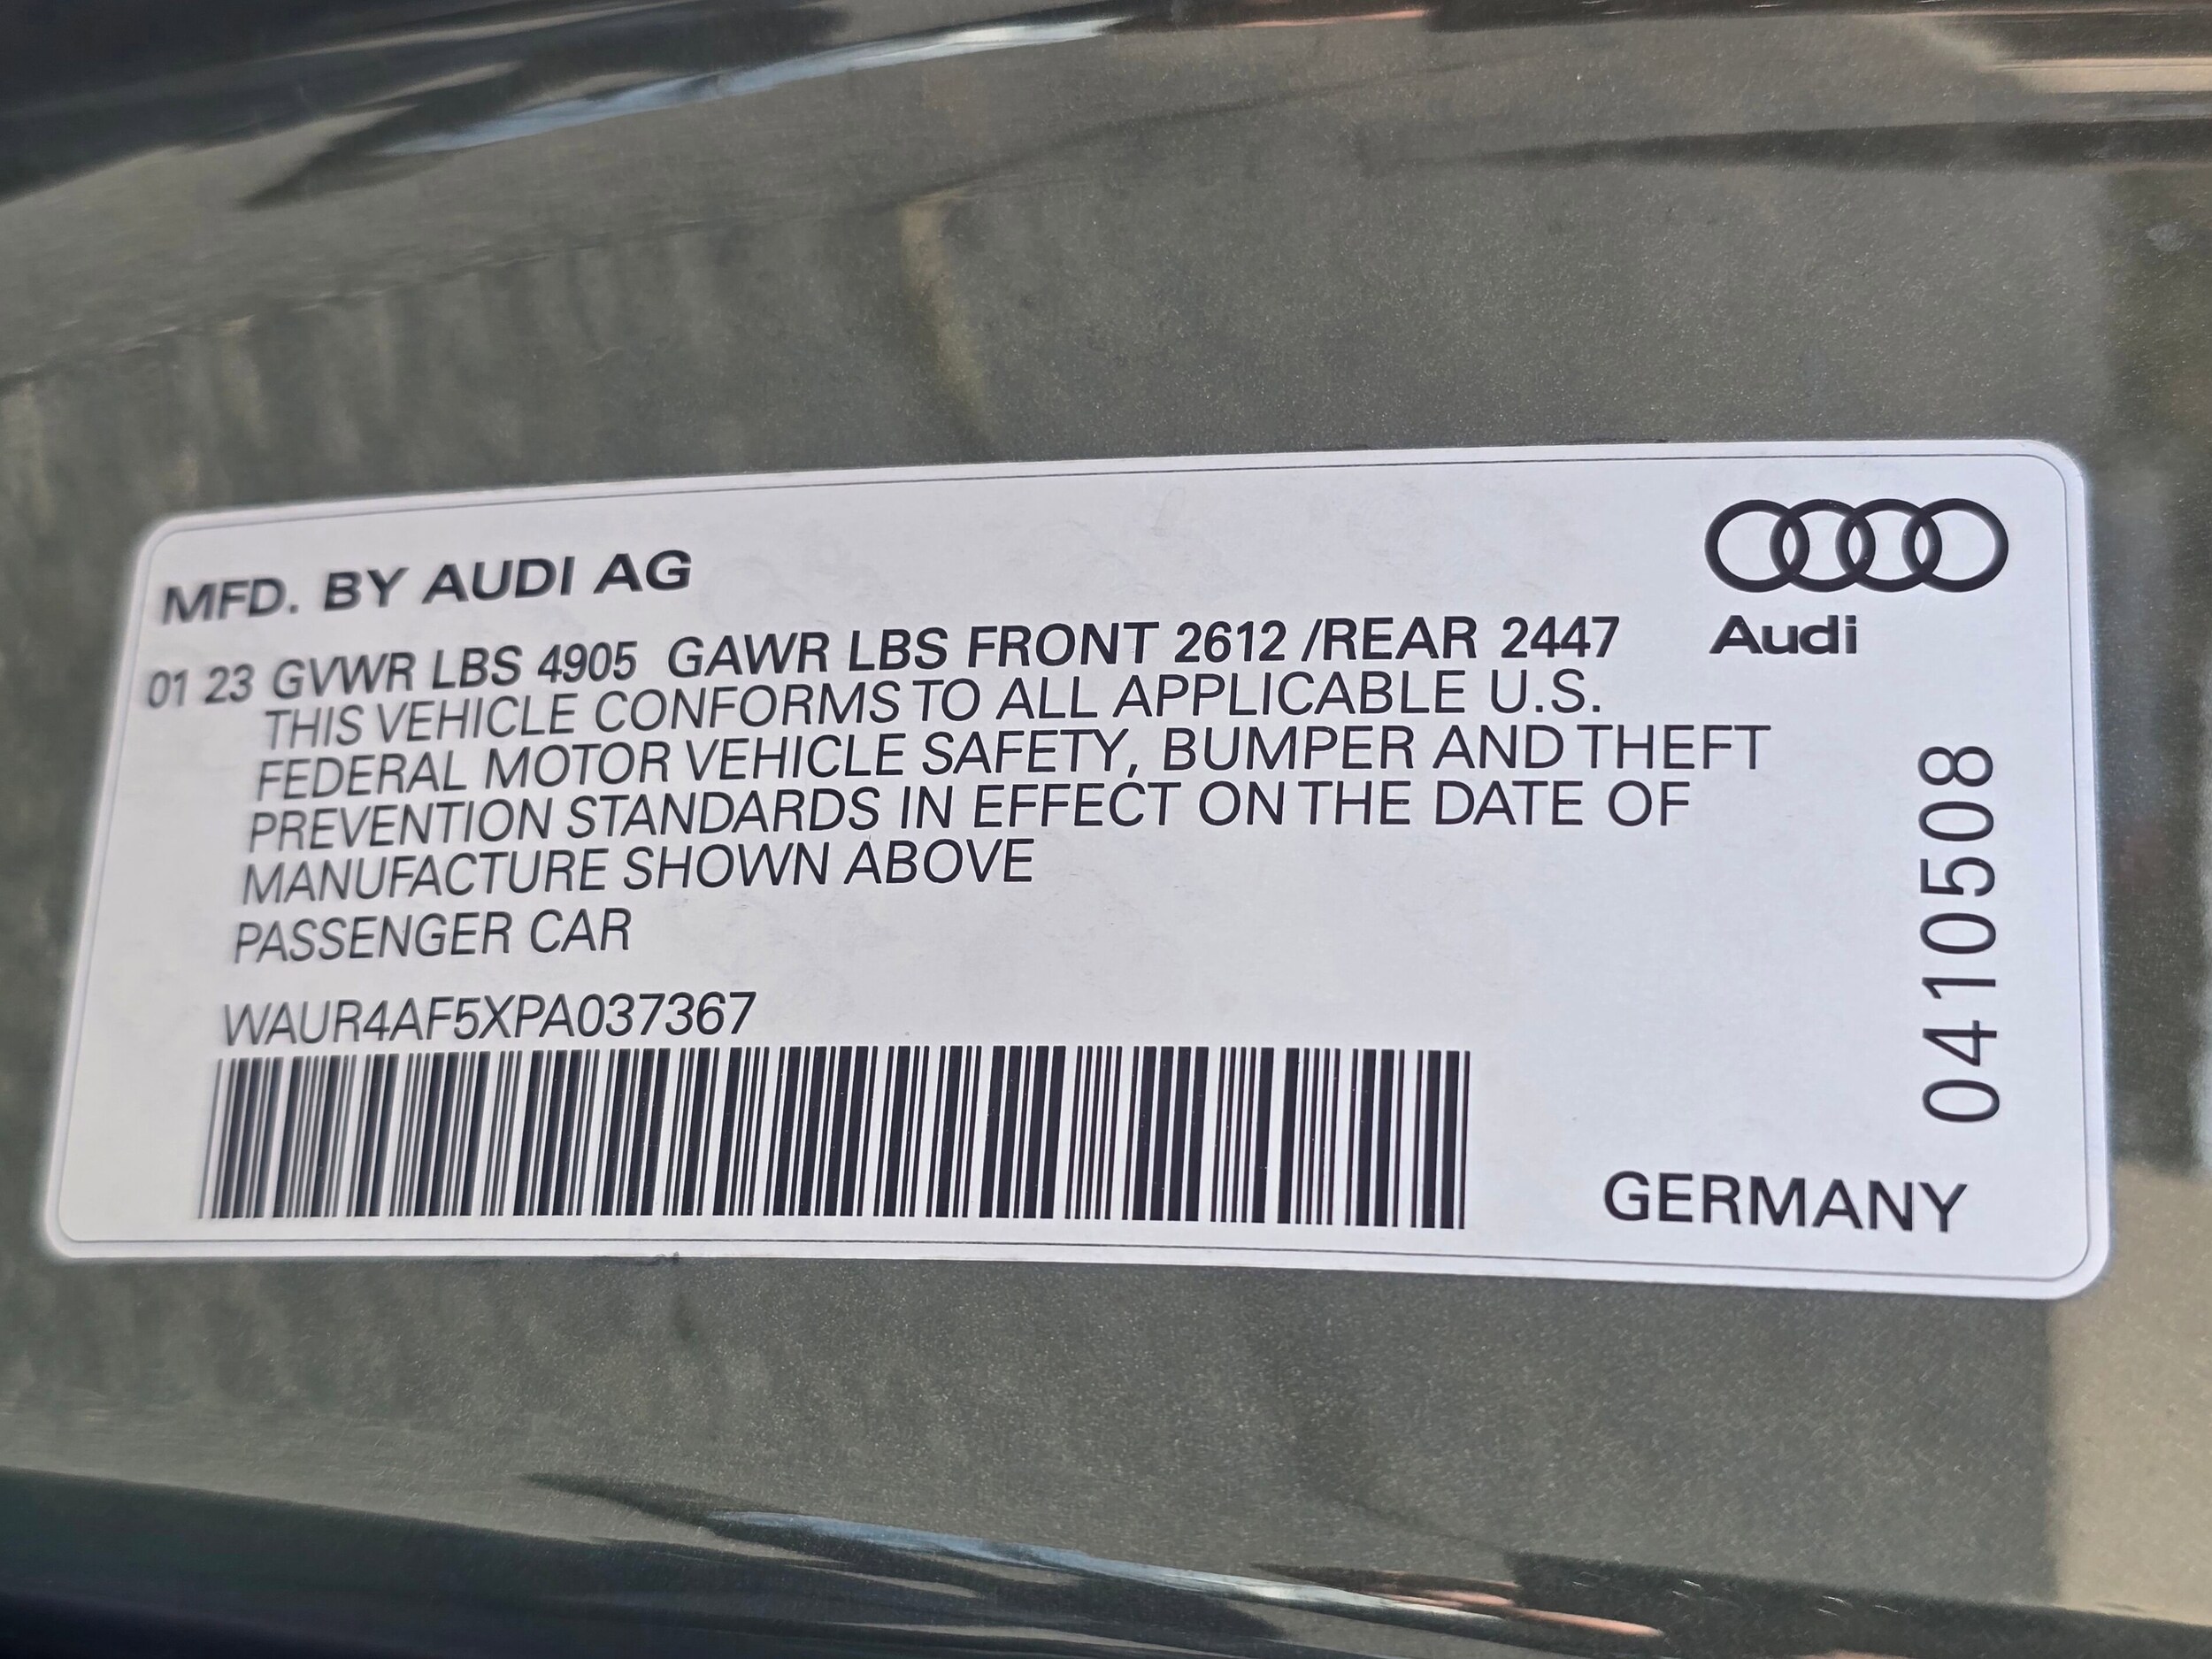 MFD. BY AUDI AG
Audi
01 23 GVWR LBS 4905 GAWR LBS FRONT 2612 /REAR 2447
THIS VEHICLE CONFORMS TO ALL APPLICABLE U.S.
FEDERAL MOTOR VEHICLE SAFETY, BUMPER AND THEFT
PREVENTION STANDARDS IN EFFECT ON THE DATE OF
MANUFACTURE SHOWN ABOVE
PASSENGER CAR
WAUR4AF5XPA037367
0410508
GERMANY